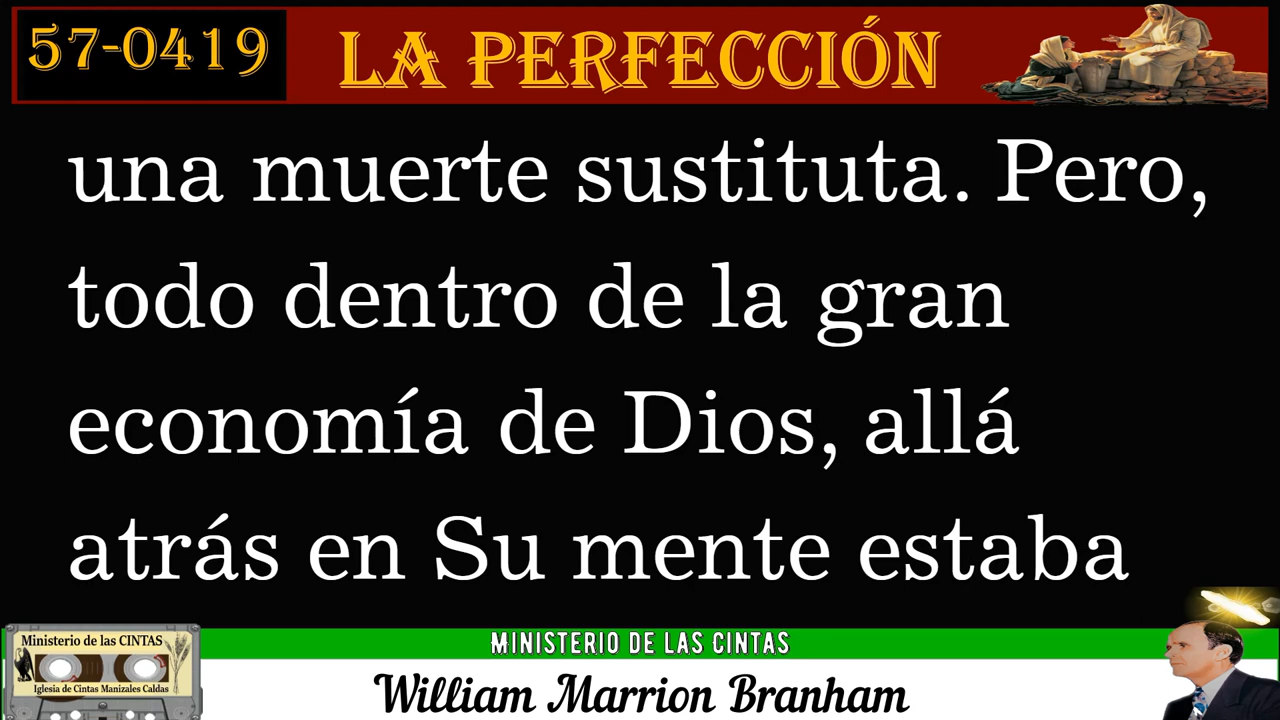 57-0419
LA PERFECCIÓN
una muerte sustituta. Pero,
todo dentro de la gran
economía de Dios, allá
atrás en Su mente estaba
MINISTERIO DE LAS CINTAS
Ministerio de las CINTAS
Iglesia de Cintas Manizales Caldas
William Marrion Branham